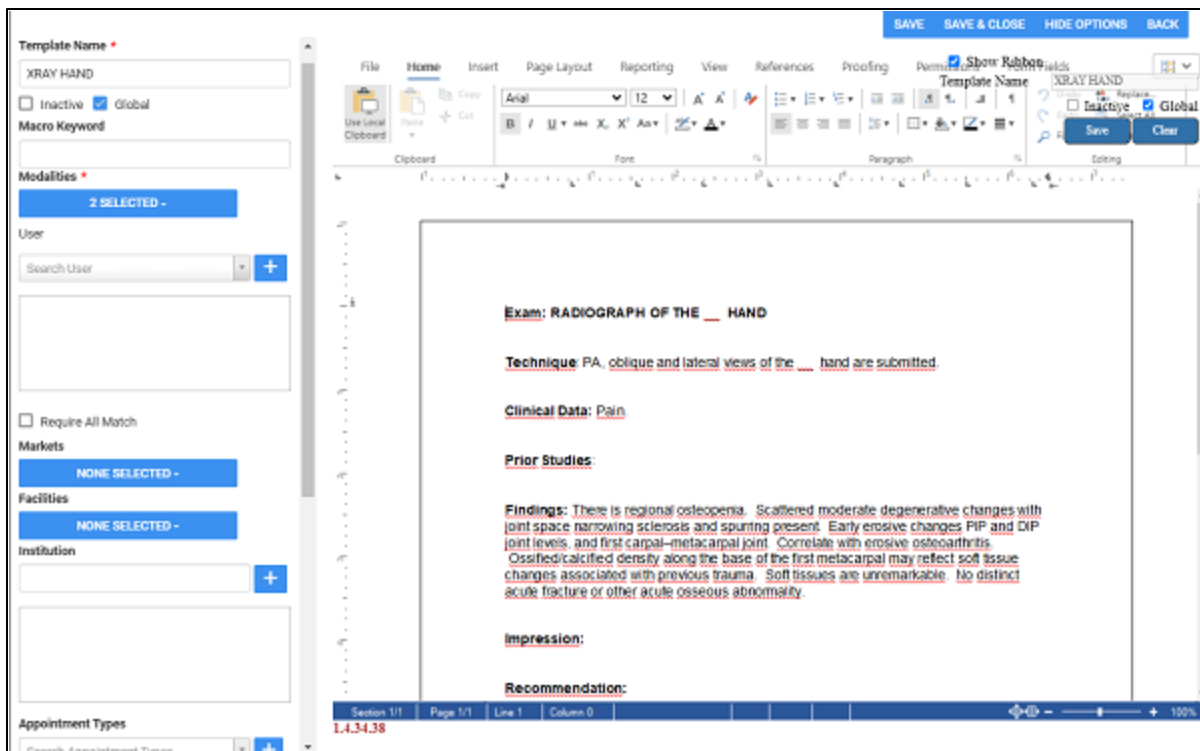 SAVE SAVE & CLOSE HIDE OPTIONS BACK
Template Name *
XRAY HAND
Inactive Global
Macro Keyword
Modalities *
2 SELECTED -
User
Search User
Require All Match
Markets
NONE SELECTED -
Facilities
NONE SELECTED -
Institution
Appointment Types
Search Appointment Types
File Home Insert Page Layout Reporting View References Proofing
Show Ribbon
Template Name XRAY HAND
Inactive Global
Save Clear
Use Local
Clipboard
Paste
Copy
Cut
Arial 12
Undo
Replace...
Select All
Clipboard Font Paragraph Editing
Exam: RADIOGRAPH OF THE __ HAND
Technique: PA, oblique and lateral views of the __ hand are submitted.
Clinical Data: Pain
Prior Studies:
Findings: There is regional osteopenia. Scattered moderate degenerative changes with
joint space narrowing sclerosis and spurring present. Early erosive changes PIP and DIP
joint levels, and first carpal–metacarpal joint. Correlate with erosive osteoarthritis.
Ossified/calcified density along the base of the first metacarpal may reflect soft tissue
changes associated with previous trauma. Soft tissues are unremarkable. No distinct
acute fracture or other acute osseous abnormality.
Impression:
Recommendation:
Section 1/1 Page 1/1 Line 1 Column 0 100%
1.4.34.38